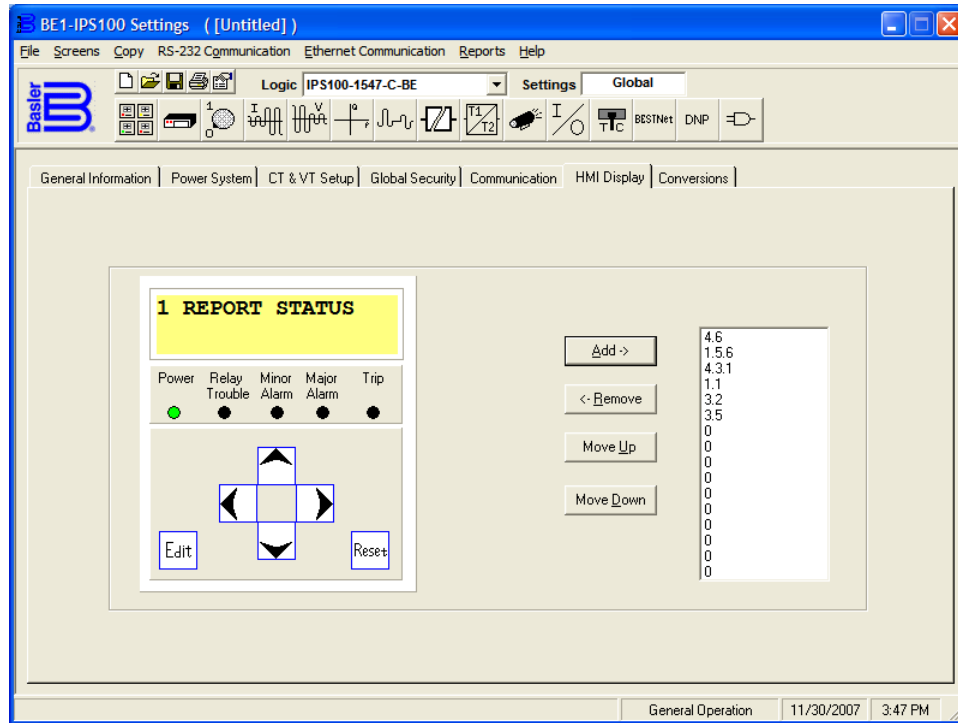 BE1-IPS100 Settings ( [Untitled] )
File Screens Copy RS-232 Communication Ethernet Communication Reports Help
Basler
Logic IPS100-1547-C-BE Settings Global
1 0 I V I O T1 T2 T C BESTNet DNP
General Information Power System CT & VT Setup Global Security Communication HMI Display Conversions
1 REPORT STATUS
Power Relay Trouble Minor Alarm Major Alarm Trip
Edit
Reset
Add ->
<- Remove
Move Up
Move Down
4.6
1.5.6
4.3.1
1.1
3.2
3.5
0
0
0
0
0
0
0
0
0
0
General Operation 11/30/2007 3:47 PM